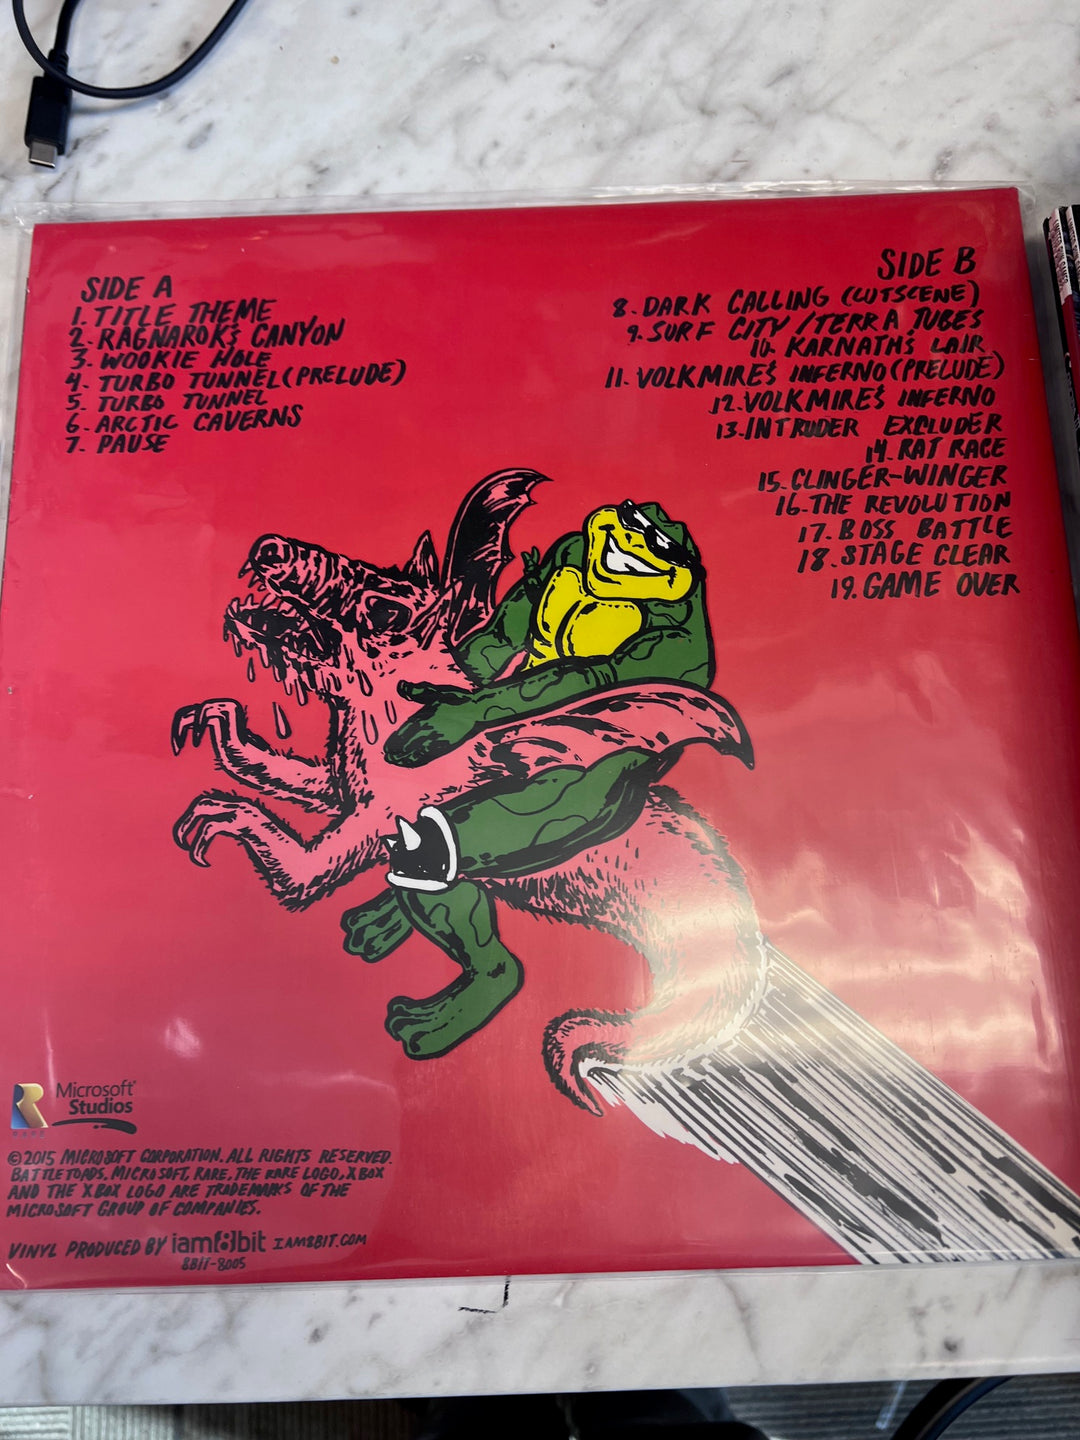 SIDE A
1. TITLE THEME
2. RAGNAROK'S CANYON
3. WOOKIE HOLE
4. TURBO TUNNEL (PRELUDE)
5. TURBO TUNNEL
6. ARCTIC CAVERNS
7. PAUSE
SIDE B
8. DARK CALLING (CUTSCENE)
9. SURF CITY / TERRA TUBES
10. KARNATH'S LAIR
11. VOLKMIRE'S INFERNO (PRELUDE)
12. VOLKMIRE'S INFERNO
13. INTRUDER EXCLUDER
14. RAT RACE
15. CLINGER-WINGER
16. THE REVOLUTION
17. BOSS BATTLE
18. STAGE CLEAR
19. GAME OVER
Microsoft®
Studios
©2015 MICROSOFT CORPORATION. ALL RIGHTS RESERVED.
BATTLETOADS, MICROSOFT, RARE, THE RARE LOGO, XBOX
AND THE XBOX LOGO ARE TRADEMARKS OF THE
MICROSOFT GROUP OF COMPANIES.
VINYL PRODUCED BY iam8bit IAM8BIT.COM
8BIT-8005